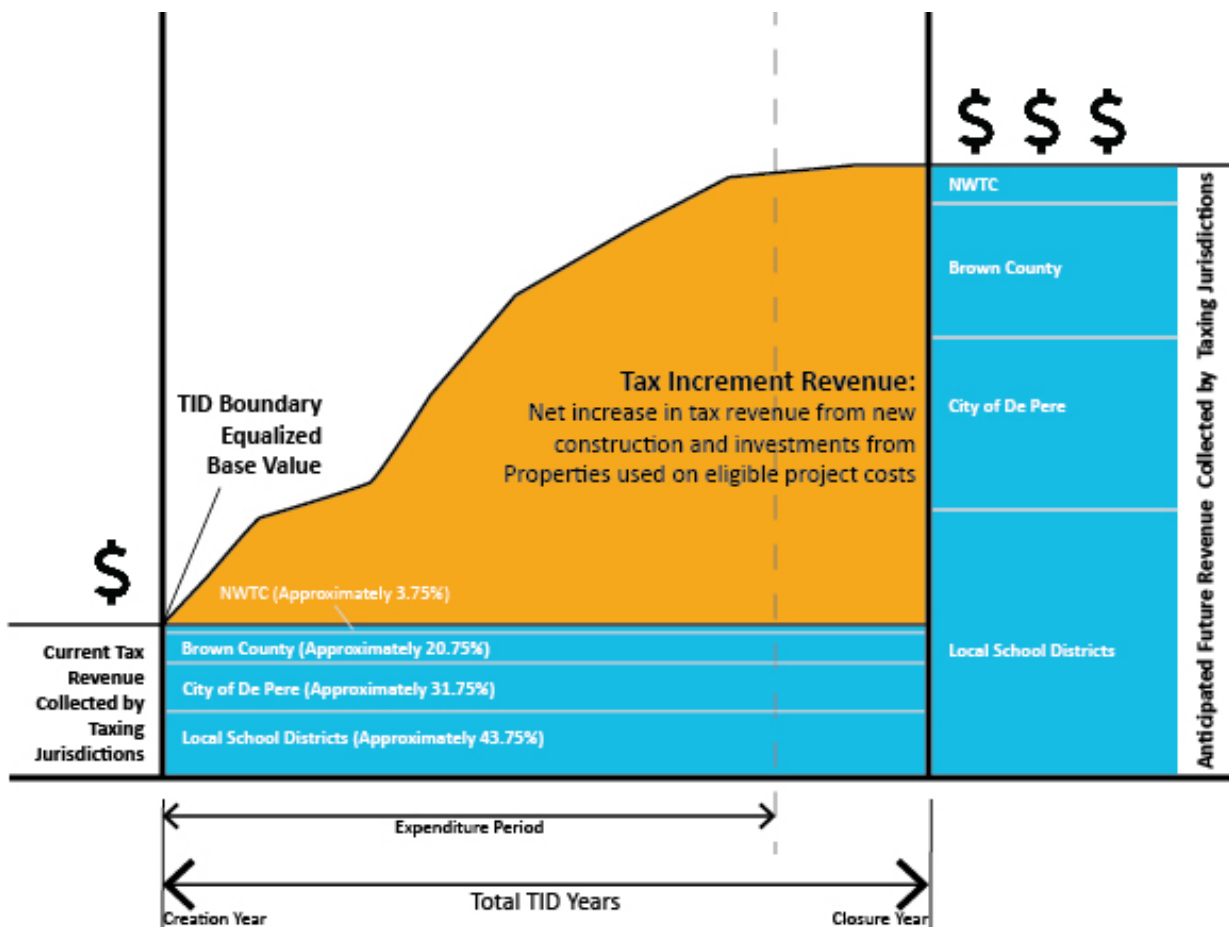 $ $ $
NWTC
Brown County
City of De Pere
Local School Districts
Anticipated Future Revenue Collected by Taxing Jurisdictions
TID Boundary
Equalized
Base Value
Tax Increment Revenue:
Net increase in tax revenue from new
construction and investments from
Properties used on eligible project costs
$
Current Tax
Revenue
Collected by
Taxing
Jurisdictions
NWTC (Approximately 3.75%)
Brown County (Approximately 20.75%)
City of De Pere (Approximately 31.75%)
Local School Districts (Approximately 43.75%)
Expenditure Period
Total TID Years
Creation Year
Closure Year